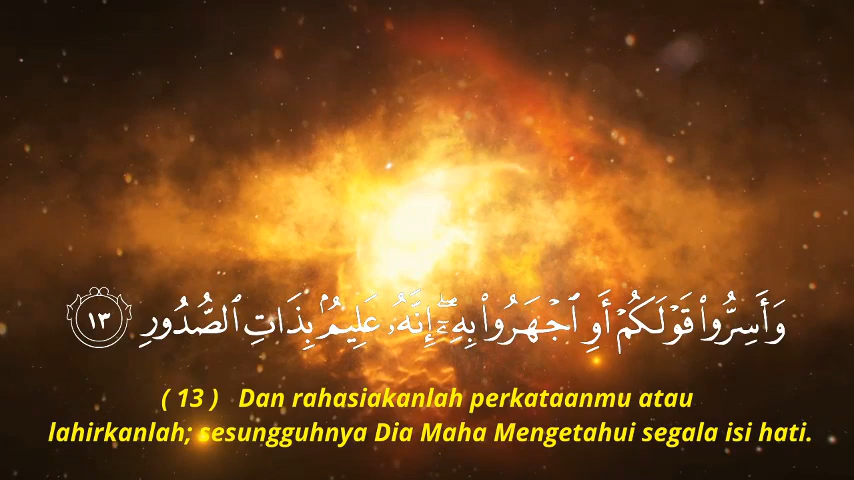 وَأَسِرُّوا۟ قَوْلَكُمْ أَوِ ٱجْهَرُوا۟ بِهِۦٓ ۖ إِنَّهُۥ عَلِيمٌۢ بِذَاتِ ٱلصُّدُورِ ١٣
( 13 ) Dan rahasiakanlah perkataanmu atau
lahirkanlah; sesungguhnya Dia Maha Mengetahui segala isi hati.